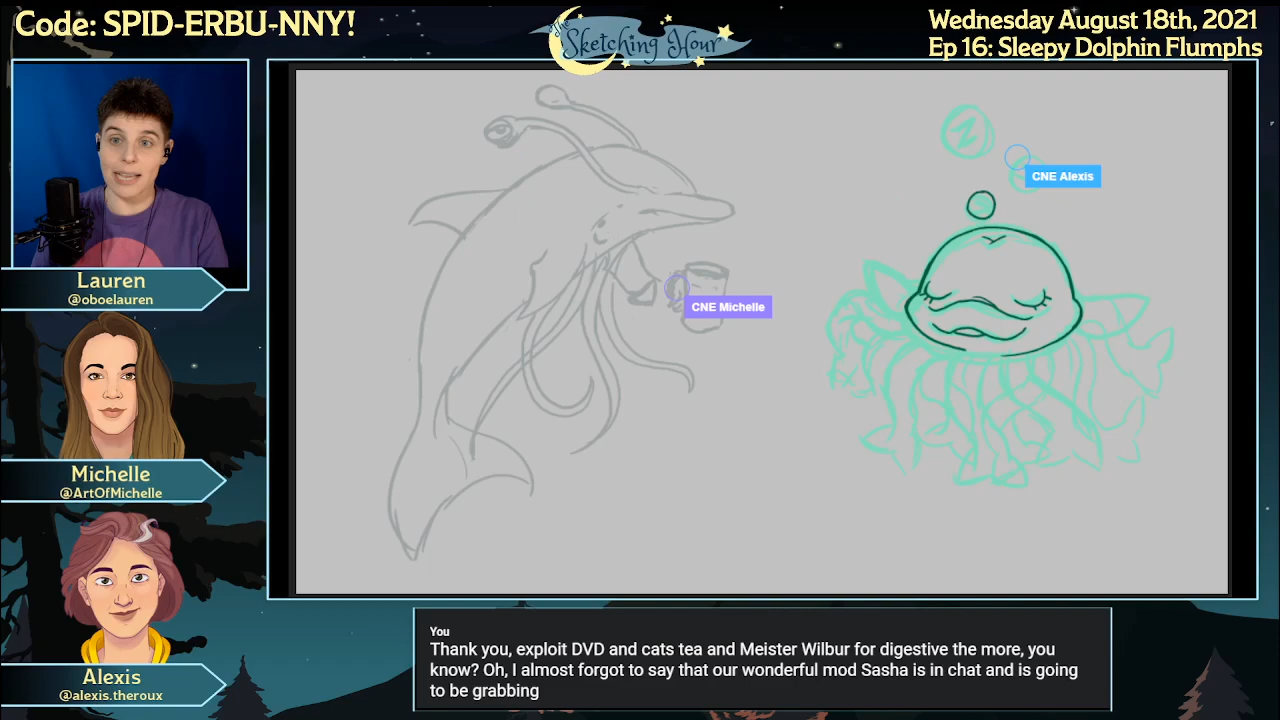 Code: SPID-ERBU-NNY!
The
Sketching Hour
Wednesday August 18th, 2021
Ep 16: Sleepy Dolphin Flumphs
Lauren
@oboelauren
Michelle
@ArtOfMichelle
Alexis
@alexis.theroux
Z
CNE Alexis
CNE Michelle
You
Thank you, exploit DVD and cats tea and Meister Wilbur for digestive the more, you
know? Oh, I almost forgot to say that our wonderful mod Sasha is in chat and is going
to be grabbing